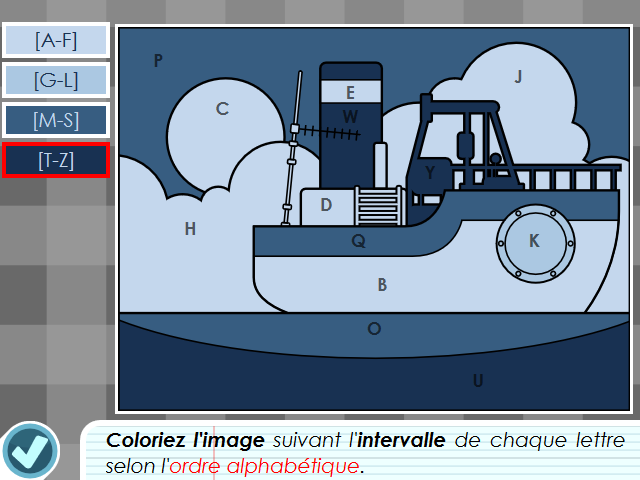 [A-F]
[G-L]
[M-S]
[T-Z]
P
J
C
E
W
Y
D
H
Q
K
B
O
U
Coloriez l'image suivant l'intervalle de chaque lettre
selon l'ordre alphabétique.